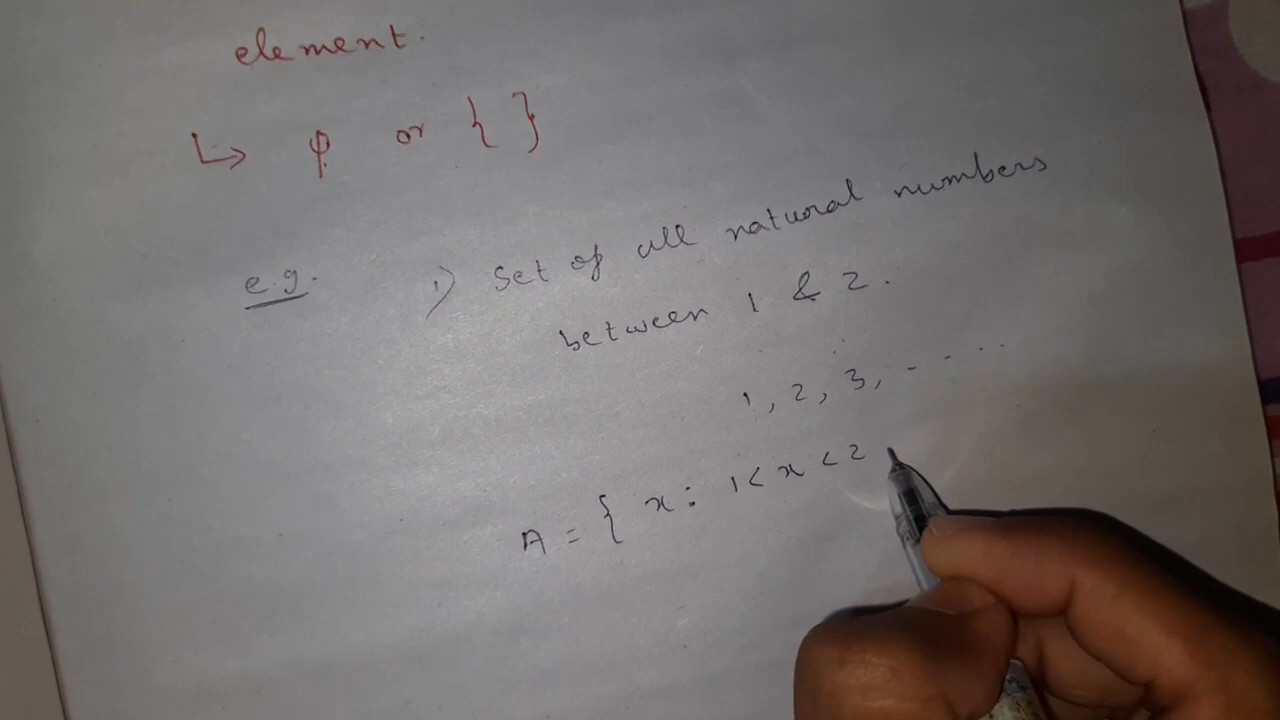 element.
↳ φ or { }
e.g. 1) Set of all natural numbers
between 1 & 2.
1, 2, 3, - - - -
A = { x : 1 < x < 2